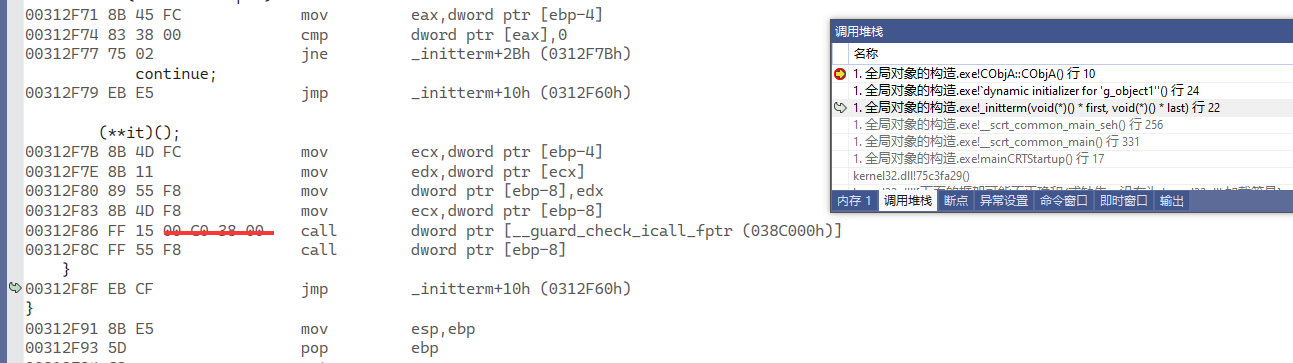 00312F71 8B 45 FC mov eax,dword ptr [ebp-4]
00312F74 83 38 00 cmp dword ptr [eax],0
00312F77 75 02 jne _initterm+2Bh (0312F7Bh)
continue;
00312F79 EB E5 jmp _initterm+10h (0312F60h)
(**it)();
00312F7B 8B 4D FC mov ecx,dword ptr [ebp-4]
00312F7E 8B 11 mov edx,dword ptr [ecx]
00312F80 89 55 F8 mov dword ptr [ebp-8],edx
00312F83 8B 4D F8 mov ecx,dword ptr [ebp-8]
00312F86 FF 15 00 C0 38 00 call dword ptr [__guard_check_icall_fptr (038C000h)]
00312F8C FF 55 F8 call dword ptr [ebp-8]
}
00312F8F EB CF jmp _initterm+10h (0312F60h)
}
00312F91 8B E5 mov esp,ebp
00312F93 5D pop ebp
调用堆栈
名称
1. 全局对象的构造.exe!CObjA::CObjA() 行 10
1. 全局对象的构造.exe!`dynamic initializer for 'g_object1''() 行 24
1. 全局对象的构造.exe!_initterm(void(*)() * first, void(*)() * last) 行 22
1. 全局对象的构造.exe!__scrt_common_main_seh() 行 256
1. 全局对象的构造.exe!__scrt_common_main() 行 331
1. 全局对象的构造.exe!mainCRTStartup() 行 17
kernel32.dll!75c3fa29()
内存 1 调用堆栈 断点 异常设置 命令窗口 即时窗口 输出